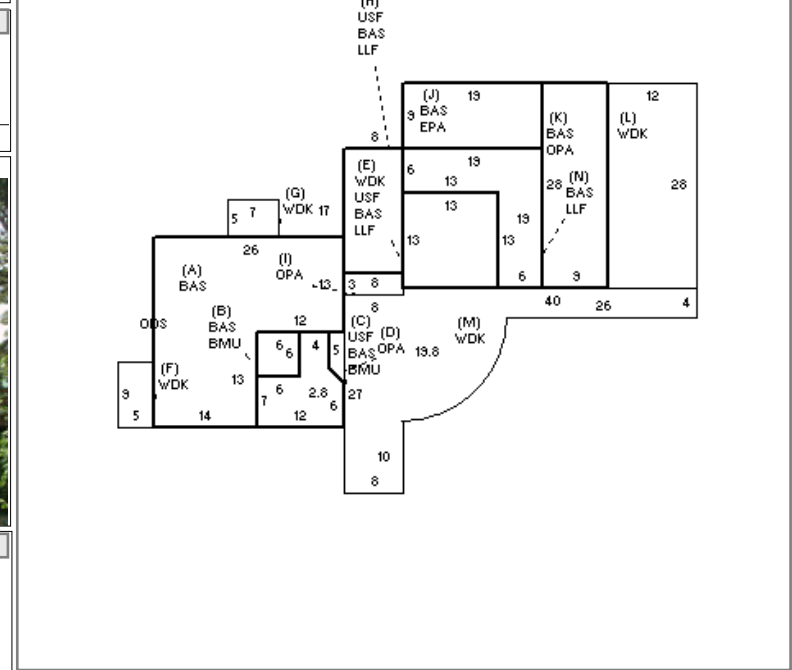 (H)
USF
BAS
LLF
(J)
BAS
EPA
19
9
12
(K)
BAS
OPA
(L)
WDK
8
(E)
WDK
USF
BAS
LLF
6
19
13
28
(N)
BAS
LLF
28
(G)
WDK
17
5
7
13
19
13
13
26
(I)
OPA
(A)
BAS
13
3
8
6
9
8
40
26
4
(B)
BAS
BMU
12
(C)
USF
BAS
BMU
(D)
OPA
(M)
WDK
19.8
6
6
4
5
(F)
WDK
13
9
5
14
7
6
2.8
6
12
27
10
8